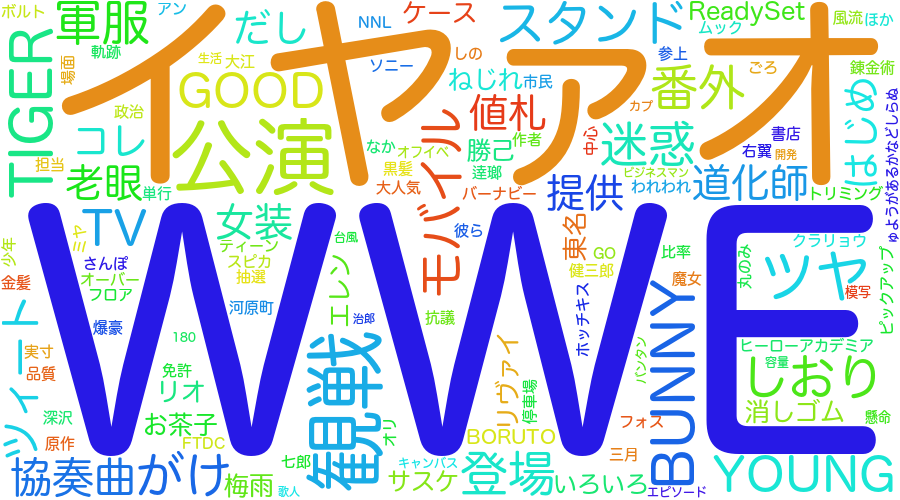 ボルト
アン
軍服
だし
NNL
ケース
スタンド
ReadySet
風流
ほか
ムック
TIGER
軌跡
場面
生活
大江
ソニー
しの
イヤァオ
参上
ごろ
錬金術
GOOD
ねじれ
市民
番外
はじめ
政治
コレ
公演
モバイル
値札
カプ
作者
中心
迷惑
書店
右翼
開発
ゅようがあるかなどしらぬ
なか
オフイベ
勝己
担当
老眼
単行
黒髪
大人気
逹瑯
バーナビー
提供
ビジネスマン
われわれ
道化師
トリミング
TV
女装
WWE
少年
ミヤ
さんぽ
ティーン
スピカ
台風
彼ら
東名
GO
比率
丸のみ
クラリョウ
ツヤ
金髪
オーバー
フロア
抽選
エレン
健三郎
魔女
模写
ピックアップ
ツィート
爆豪
河原町
治郎
抗議
ホッチキス
BUNNY
180
観戦
リヴァイ
バンタン
ヒーローアカデミア
実寸
品質
免許
リオ
停車場
容量
しおり
深沢
お茶子
オリ
フォス
消しゴム
懸命
原作
FTDC
BORUTO
協奏曲
がけ
梅雨
七郎
歌人
キャンバス
サスケ
登場
三月
いろいろ
エピソード
YOUNG